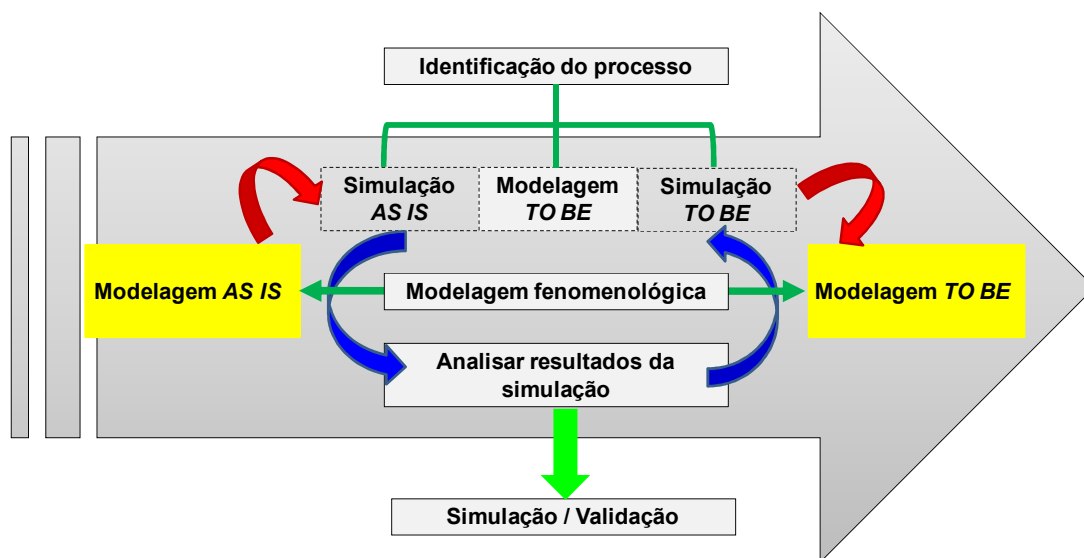 Identificação do processo
Simulação
AS IS
Modelagem
TO BE
Simulação
TO BE
Modelagem AS IS
Modelagem fenomenológica
Modelagem TO BE
Analisar resultados da
simulação
Simulação / Validação